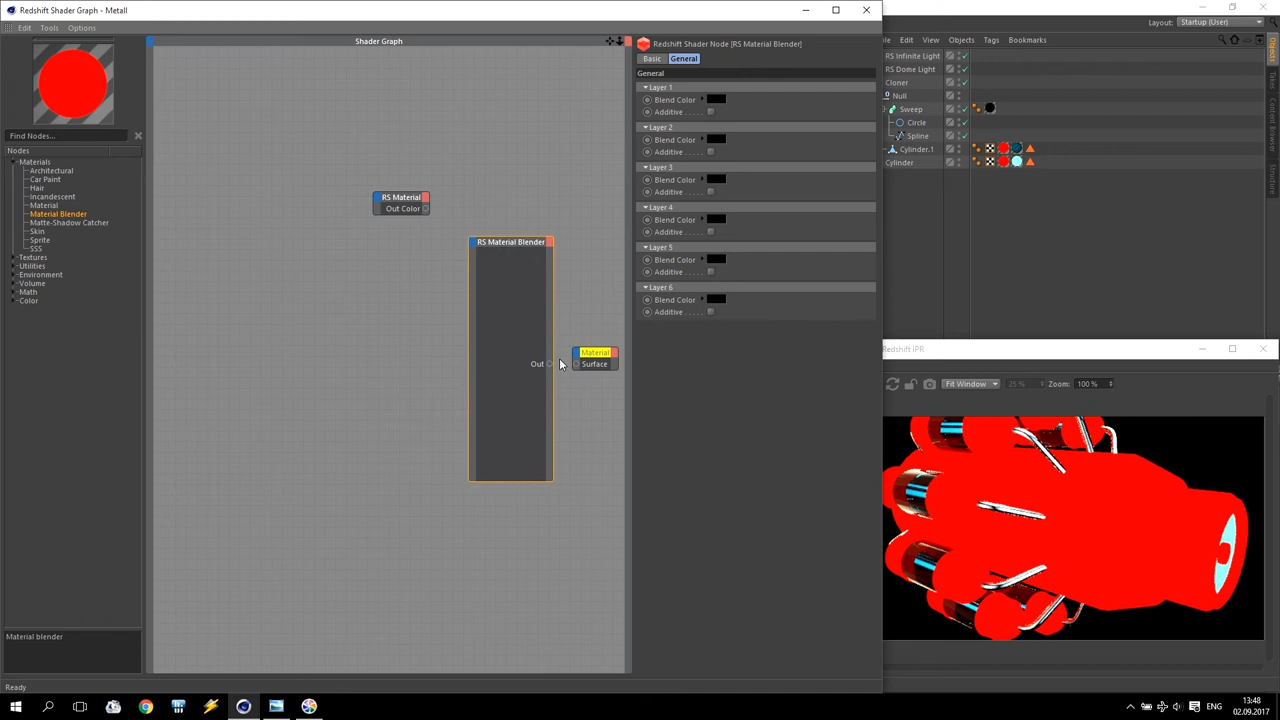 Redshift Shader Graph - Metall
Edit Tools Options
Find Nodes...
Nodes
Materials
Architectural
Car Paint
Hair
Incandescent
Material
Material Blender
Matte-Shadow Catcher
Skin
Sprite
SSS
Textures
Utilities
Environment
Volume
Math
Color
Material blender
Ready
Shader Graph
RS Material
Out Color
RS Material Blender
Out
Material
Surface
Redshift Shader Node [RS Material Blender]
Basic General
General
Layer 1
Blend Color
Additive . . . . .
Layer 2
Blend Color
Additive . . . . .
Layer 3
Blend Color
Additive . . . . .
Layer 4
Blend Color
Additive . . . . .
Layer 5
Blend Color
Additive . . . . .
Layer 6
Blend Color
Additive . . . . .
Layout: Startup (User)
Edit View Objects Tags Bookmarks
RS Infinite Light
RS Dome Light
Cloner
Null
Sweep
Circle
Spline
Cylinder.1
Cylinder
Objects
Takes
Content Browser
Structure
Redshift IPR
Fit Window 25 % Zoom: 100 %
ENG
13:48
02.09.2017